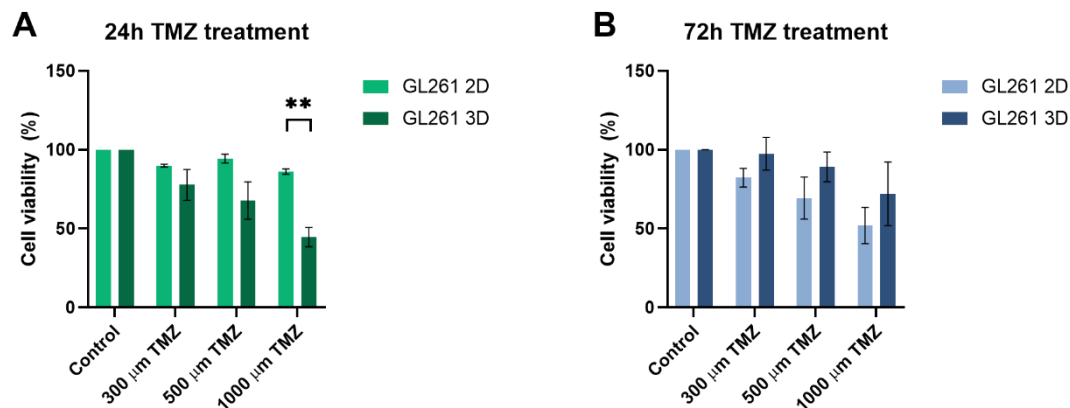 A
24h TMZ treatment
Cell viability (%)
150
100
50
0
**
GL261 2D
GL261 3D
Control
300 μm TMZ
500 μm TMZ
1000 μm TMZ
B
72h TMZ treatment
Cell viability (%)
150
100
50
0
GL261 2D
GL261 3D
Control
300 μm TMZ
500 μm TMZ
1000 μm TMZ